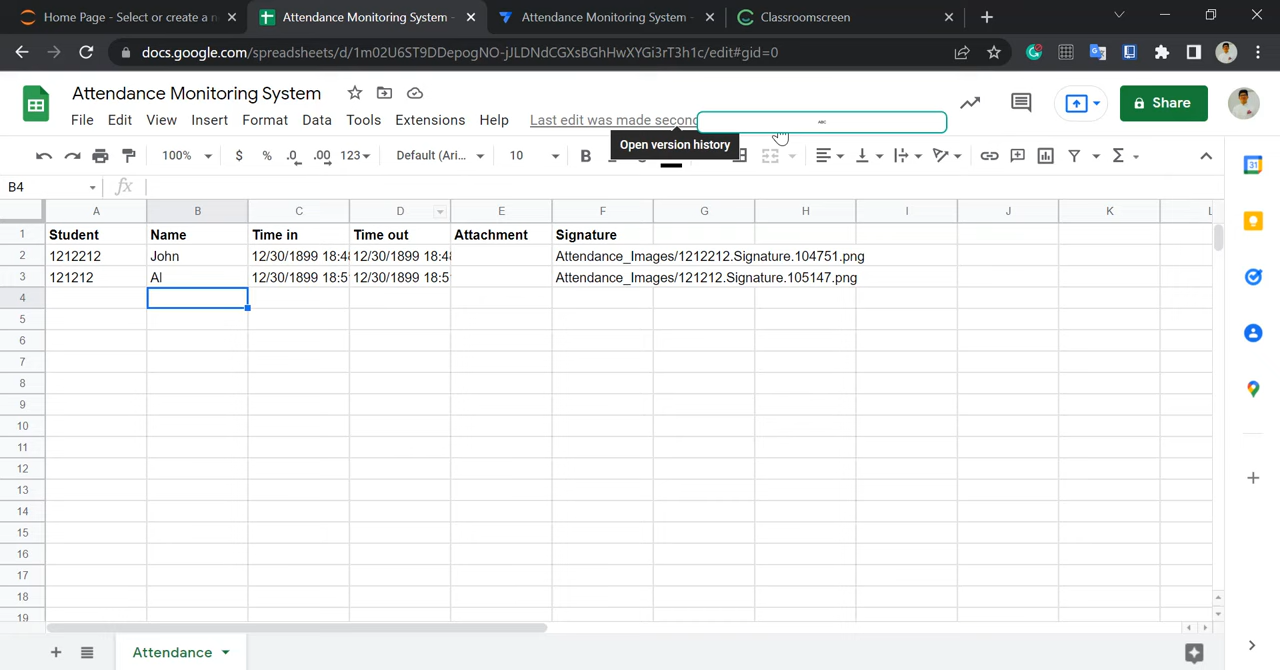 Home Page - Select or create a n
Attendance Monitoring System -
Attendance Monitoring System -
Classroomscreen
docs.google.com/spreadsheets/d/1m02U6ST9DDepogNO-jJLDNdCGXsBGhHwXYGi3rT3h1c/edit#gid=0
Attendance Monitoring System
Share
File Edit View Insert Format Data Tools Extensions Help Last edit was made secon
ABC
Open version history
100% $ % .0 .00 123 Default (Ari... 10 B
31
B4 fx
A B C D E F G H I J K L
1 Student Name Time in Time out Attachment Signature
2 1212212 John 12/30/1899 18:48 12/30/1899 18:48 Attendance_Images/1212212.Signature.104751.png
3 121212 Al 12/30/1899 18:5 12/30/1899 18:5 Attendance_Images/121212.Signature.105147.png
4
5
6
7
8
9
10
11
12
13
14
15
16
17
18
19
Attendance